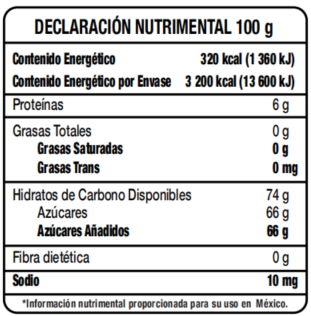 DECLARACIÓN NUTRIMENTAL 100 g
Contenido Energético 320 kcal (1 360 kJ)
Contenido Energético por Envase 3 200 kcal (13 600 kJ)
Proteínas 6 g
Grasas Totales 0 g
Grasas Saturadas 0 g
Grasas Trans 0 mg
Hidratos de Carbono Disponibles 74 g
Azúcares 66 g
Azúcares Añadidos 66 g
Fibra dietética 0 g
Sodio 10 mg
*Información nutrimental proporcionada para su uso en México.